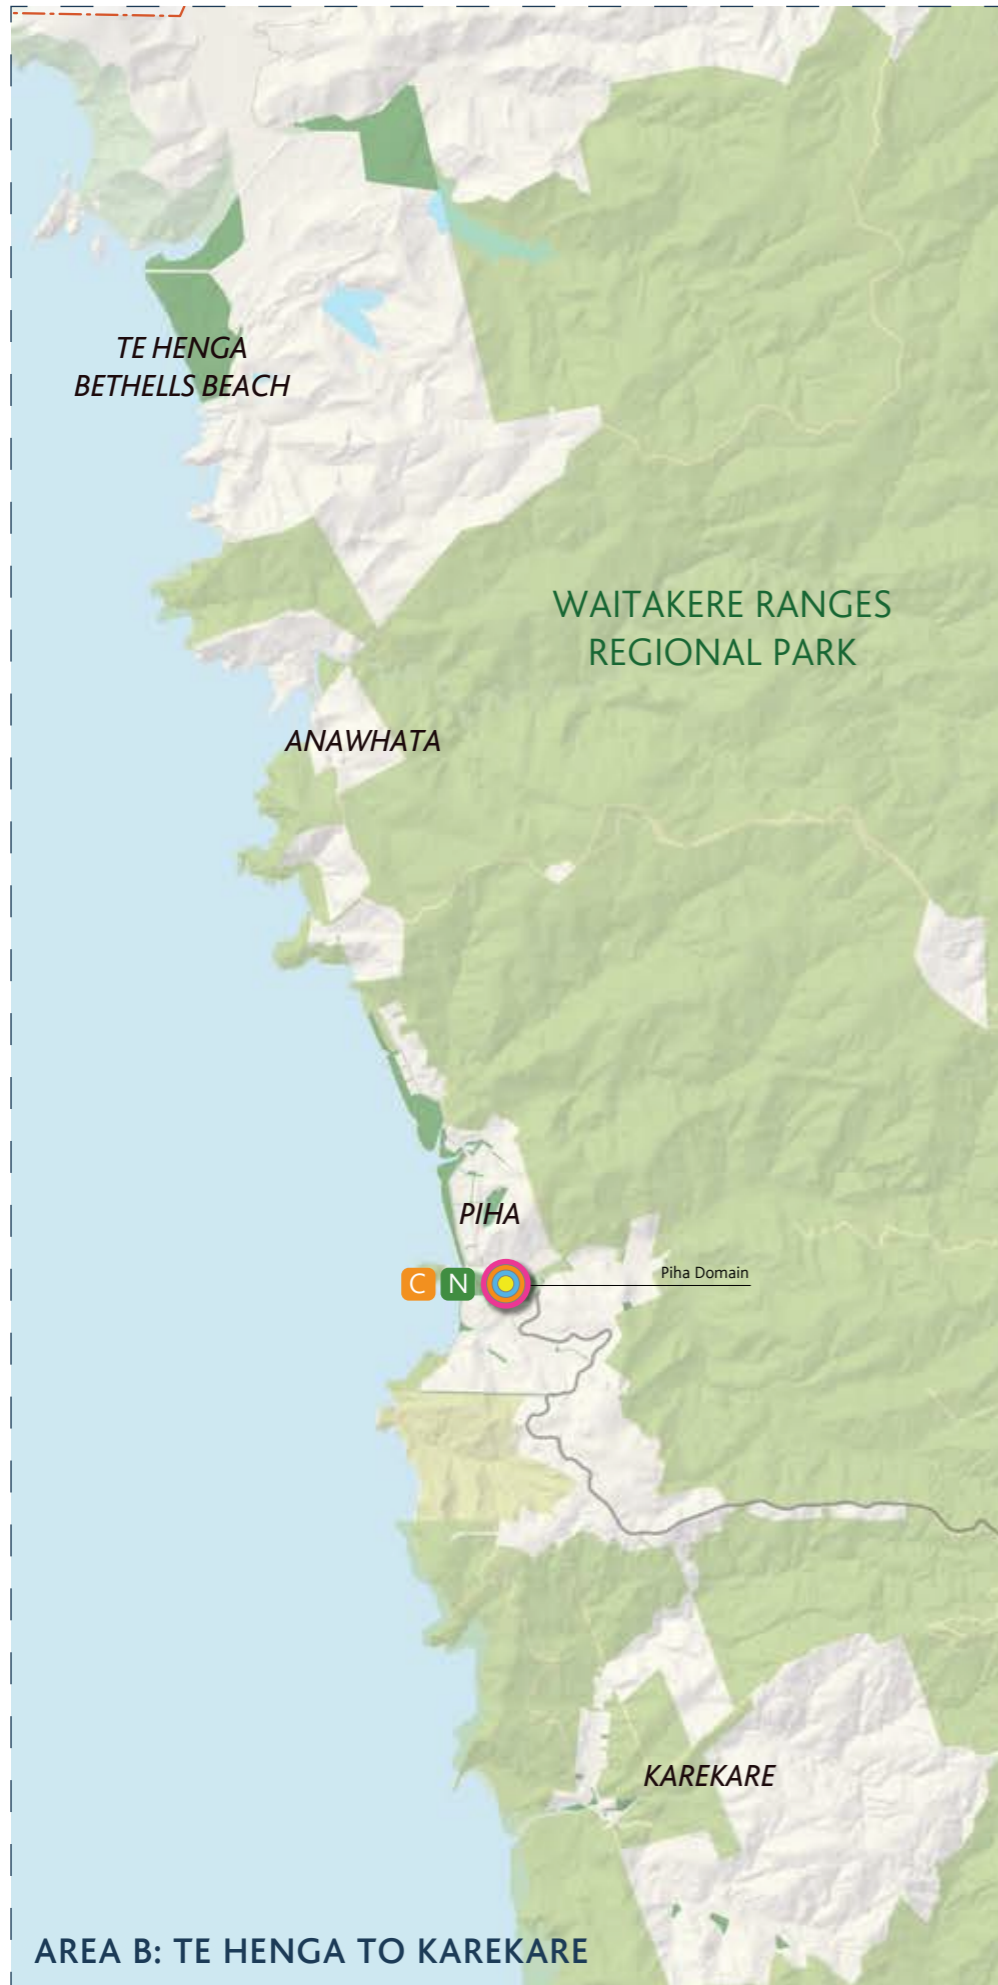 TE HENGA
BETHELLS BEACH
WAITAKERE RANGES
REGIONAL PARK
ANAWHATA
PIHA
C N
Piha Domain
KAREKARE
AREA B: TE HENGA TO KAREKARE